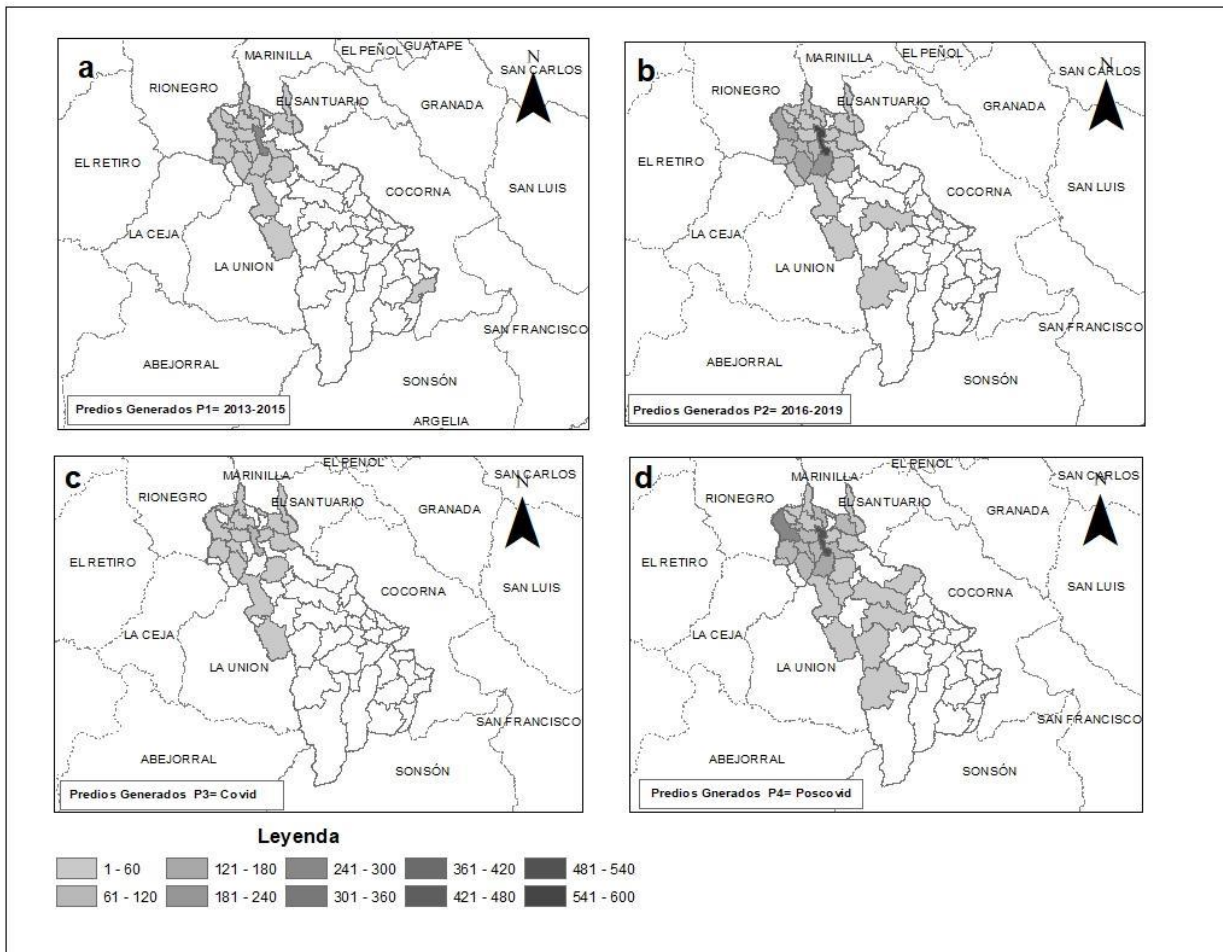 a
N
MARINILLA
EL PEÑOL
GUATAPE
SAN CARLOS
RIONEGRO
EL SANTUARIO
GRANADA
EL RETIRO
COCORNA
SAN LUIS
LA CEJA
LA UNION
SAN FRANCISCO
ABEJORRAL
SONSÓN
ARGELIA
Predios Generados P1= 2013-2015
b
N
MARINILLA
EL PEÑOL
SAN CARLOS
RIONEGRO
EL SANTUARIO
GRANADA
EL RETIRO
COCORNA
SAN LUIS
LA CEJA
LA UNION
SAN FRANCISCO
ABEJORRAL
SONSÓN
Predios Generados P2= 2016-2019
c
N
MARINILLA
EL PEÑOL
SAN CARLOS
RIONEGRO
EL SANTUARIO
GRANADA
EL RETIRO
COCORNA
SAN LUIS
LA CEJA
LA UNION
SAN FRANCISCO
ABEJORRAL
SONSÓN
Predios Generados P3= Covid
d
N
MARINILLA
EL PEÑOL
SAN CARLOS
RIONEGRO
EL SANTUARIO
GRANADA
EL RETIRO
COCORNA
SAN LUIS
LA CEJA
LA UNION
SAN FRANCISCO
ABEJORRAL
SONSÓN
Predios Gnerados P4= Poscovid
Leyenda
1 - 60
121 - 180
241 - 300
361 - 420
481 - 540
61 - 120
181 - 240
301 - 360
421 - 480
541 - 600